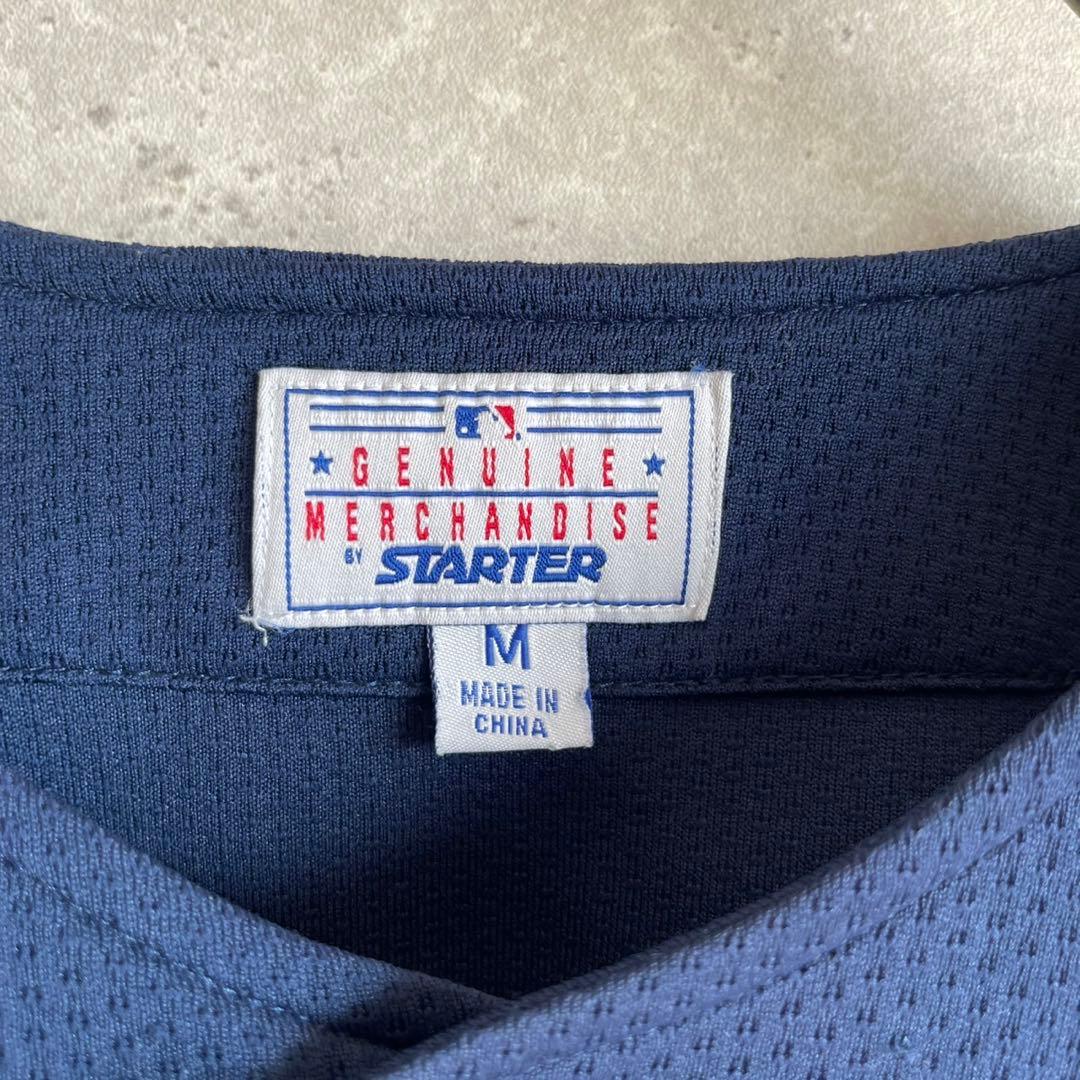 GENUINE
MERCHANDISE
BY STARTER
M
MADE IN
CHINA